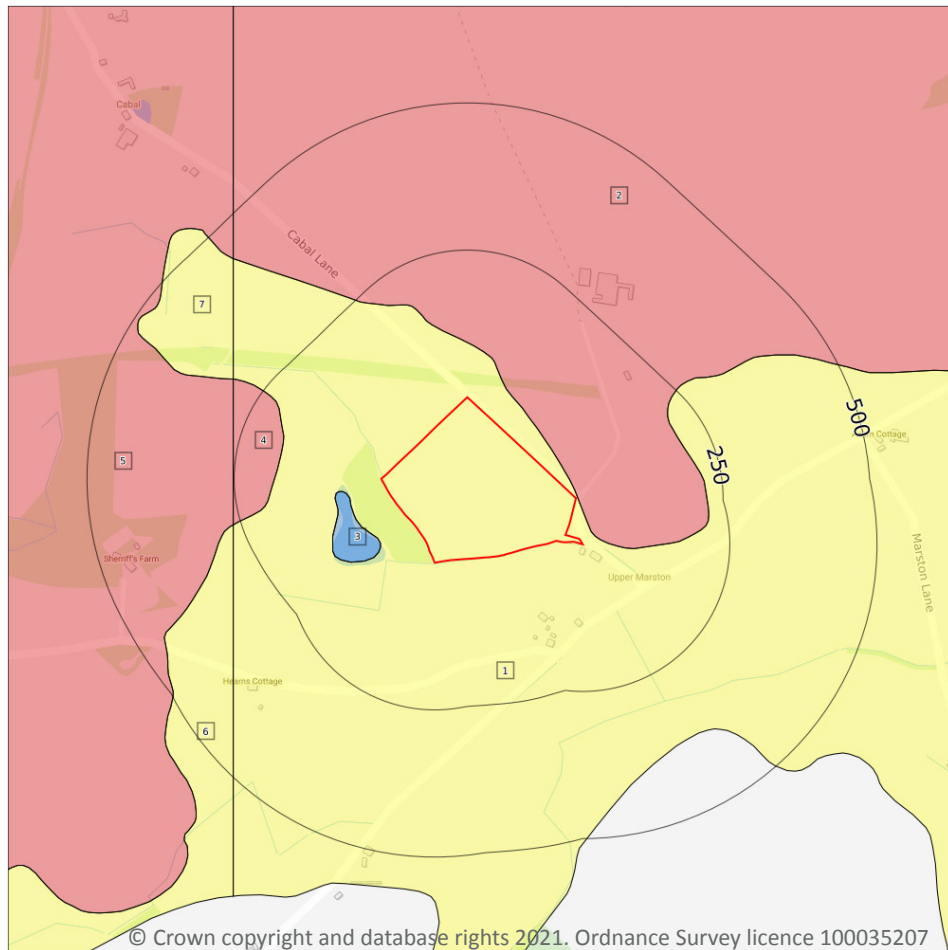 Cabal
2
Cabal Lane
7
500
4
250
5
3
Sherriff's Farm
Marston Lane
Upper Marston
1
Hearns Cottage
6
© Crown copyright and database rights 2021. Ordnance Survey licence 100035207